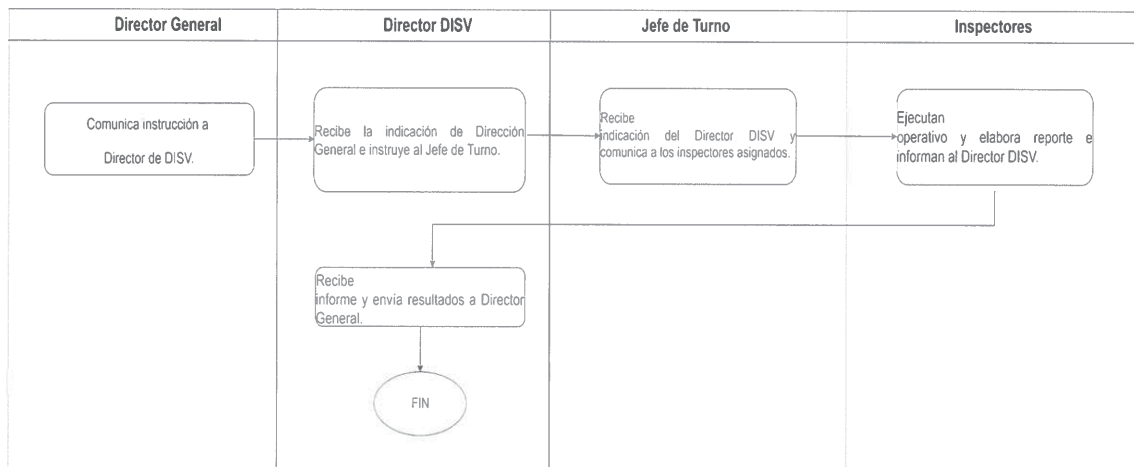 Director General
Director DISV
Jefe de Turno
Inspectores
Comunica instrucción a
Director de DISV.
Recibe la indicación de Dirección
General e instruye al Jefe de Turno.
Recibe
indicación del Director DISV y
comunica a los inspectores asignados.
Ejecutan
operativo y elabora reporte e
informan al Director DISV.
Recibe
informe y envía resultados a Director
General.
FIN